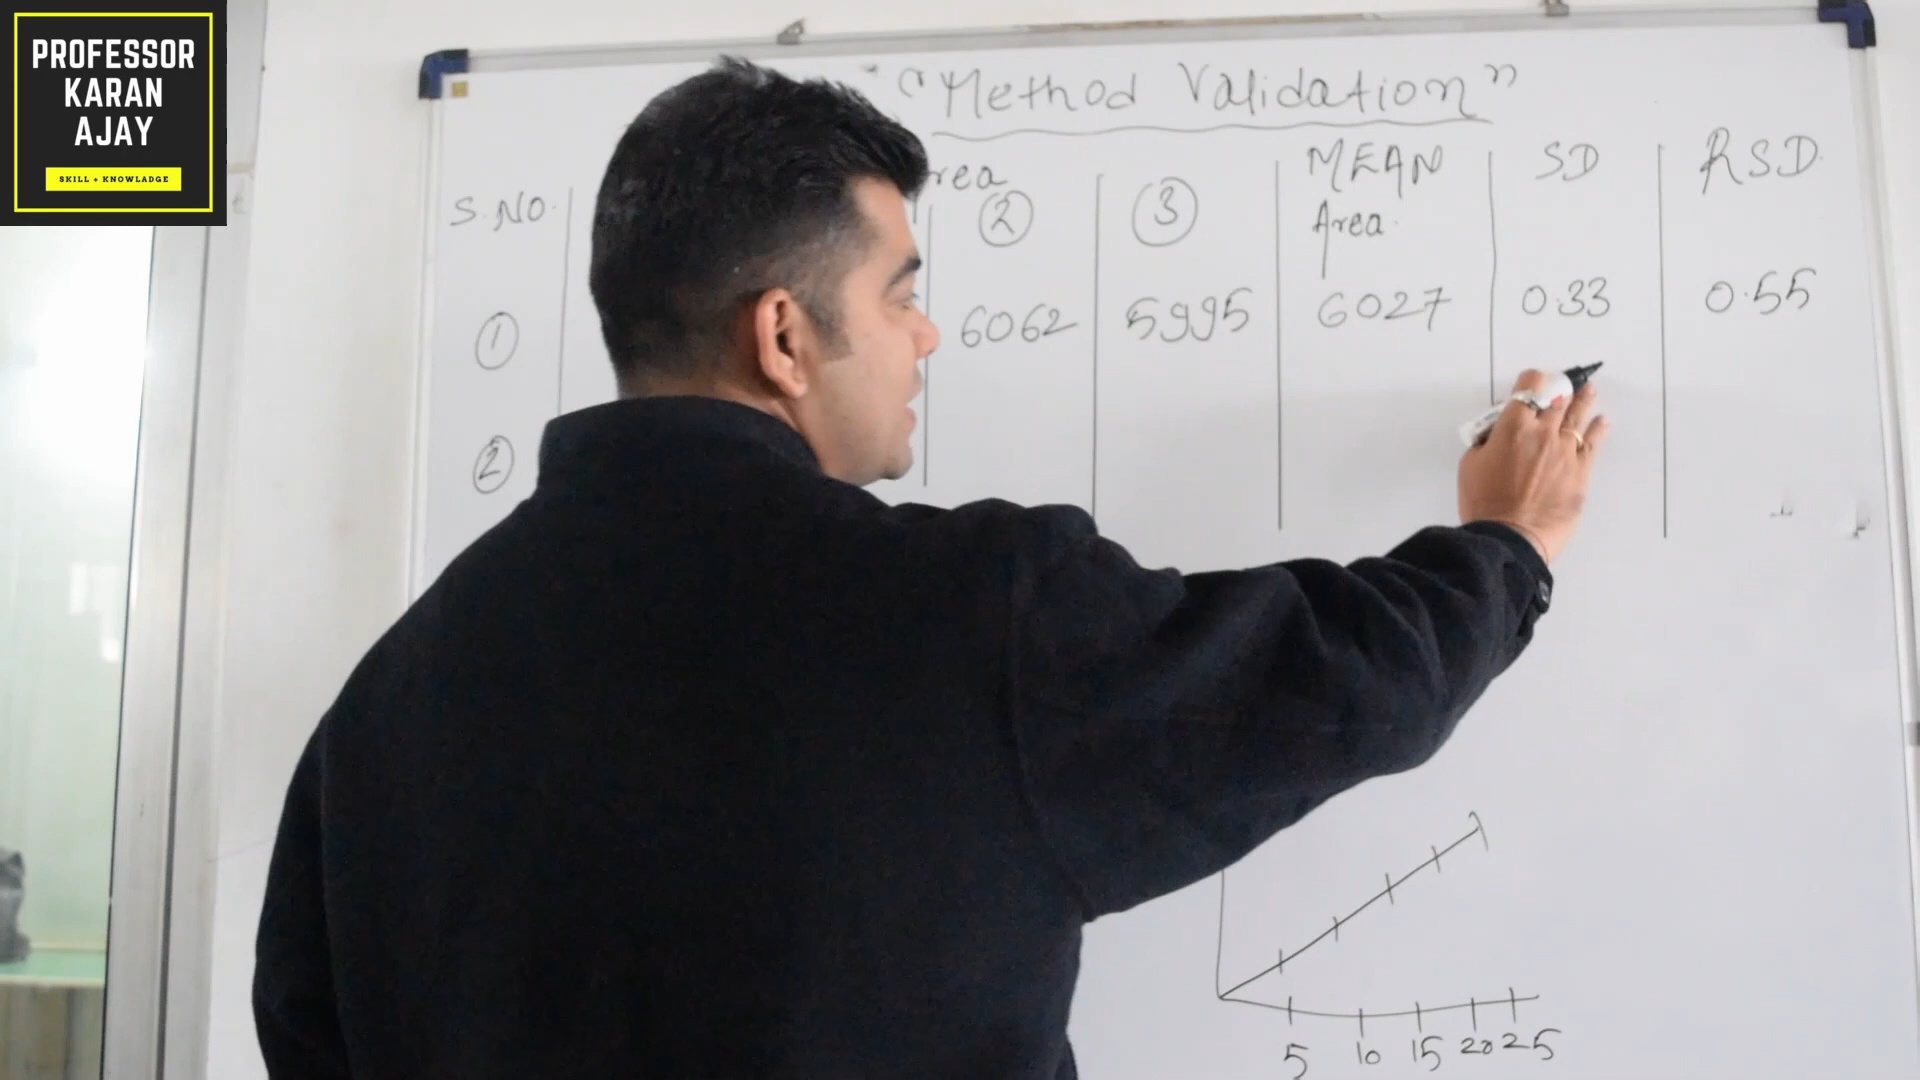 PROFESSOR
KARAN
AJAY
SKILL + KNOWLADGE
"Method Validation"
rea
S.NO. ② ③ MEAN Area. SD RSD.
① 6062 5995 6027 0.33 0.55
②
5 10 15 20 25